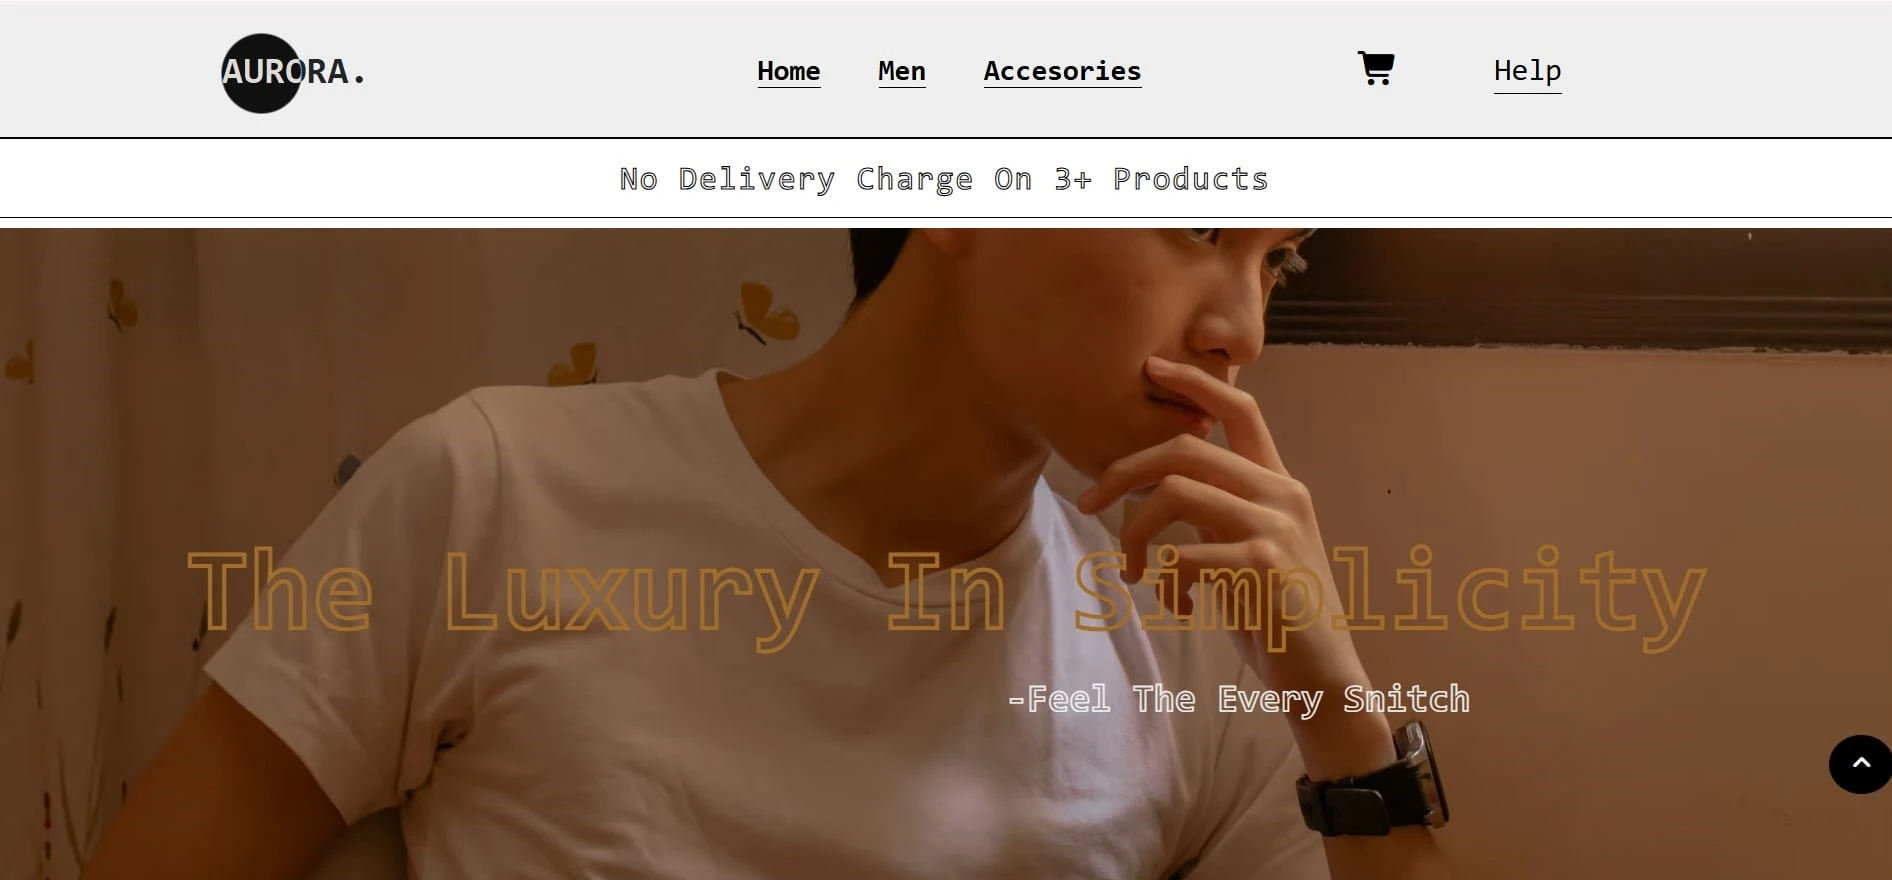 AURORA.
Home Men Accesories Help
No Delivery Charge On 3+ Products
The Luxury In Simplicity
-Feel The Every Snitch